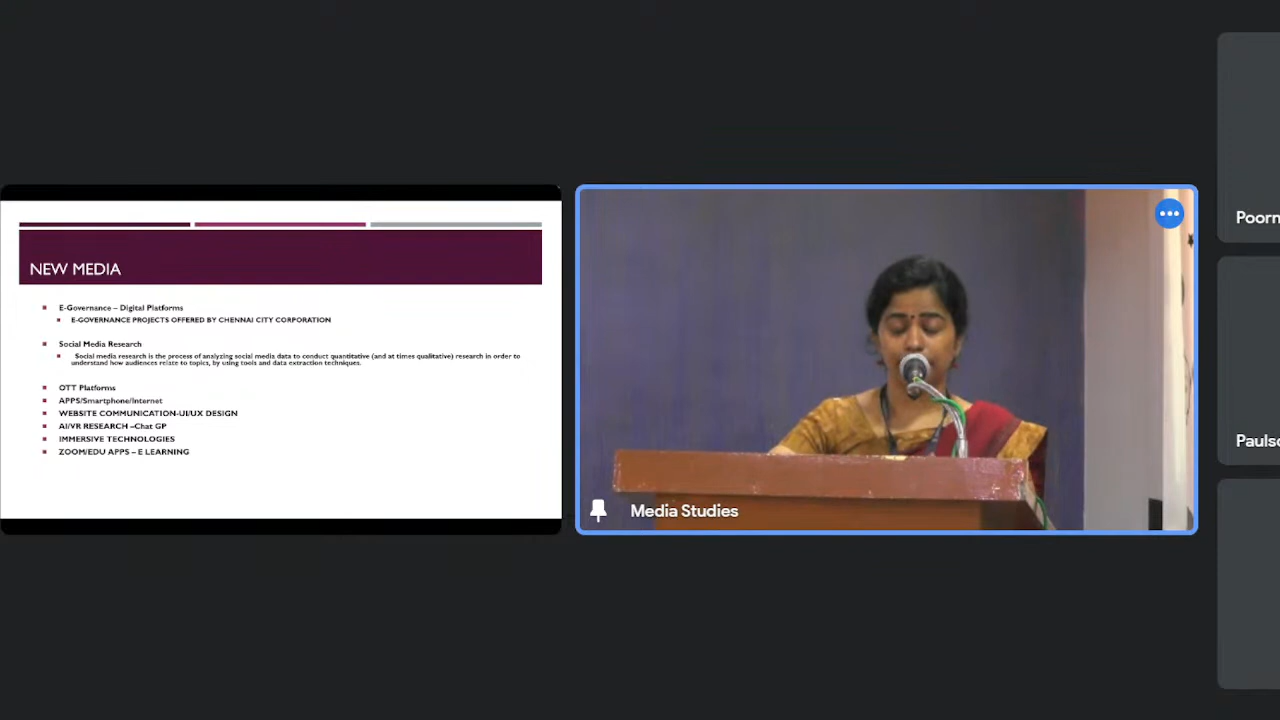 NEW MEDIA
E-Governance – Digital Platforms
E-GOVERNANCE PROJECTS OFFERED BY CHENNAI CITY CORPORATION
Social Media Research
Social media research is the process of analyzing social media data to conduct quantitative (and at times qualitative) research in order to
understand how audiences relate to topics, by using tools and data extraction techniques.
OTT Platforms
APPS/Smartphone/Internet
WEBSITE COMMUNICATION-UI/UX DESIGN
AI/VR RESEARCH –Chat GP
IMMERSIVE TECHNOLOGIES
ZOOM/EDU APPS – E LEARNING
Media Studies
Poorn
Paulso